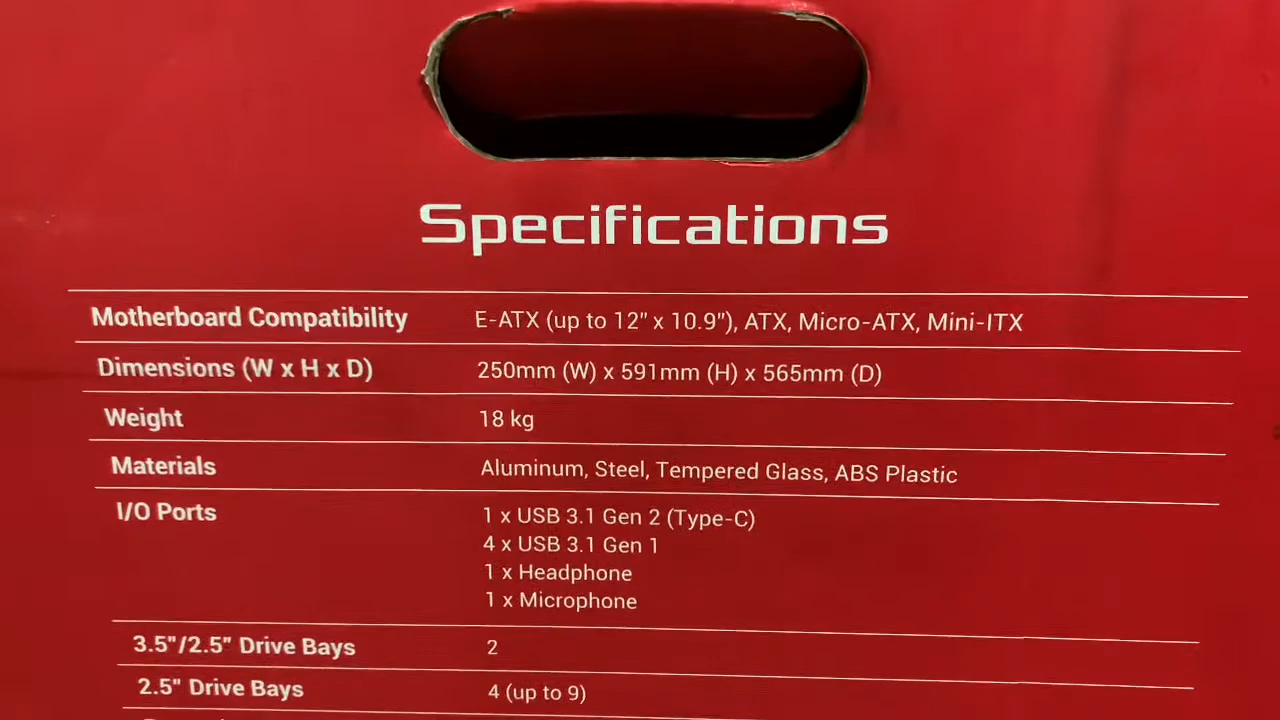 Specifications
Motherboard Compatibility E-ATX (up to 12" x 10.9"), ATX, Micro-ATX, Mini-ITX
Dimensions (W x H x D) 250mm (W) x 591mm (H) x 565mm (D)
Weight 18 kg
Materials Aluminum, Steel, Tempered Glass, ABS Plastic
I/O Ports 1 x USB 3.1 Gen 2 (Type-C)
4 x USB 3.1 Gen 1
1 x Headphone
1 x Microphone
3.5"/2.5" Drive Bays 2
2.5" Drive Bays 4 (up to 9)